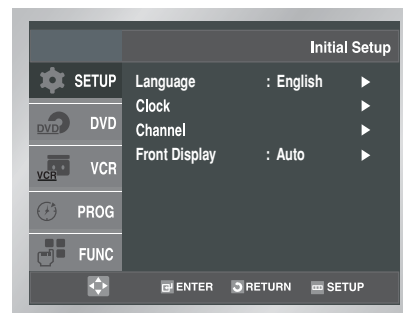 Initial Setup
SETUP
Language : English
Clock
Channel
Front Display : Auto
DVD DVD
VCR VCR
PROG
FUNC
ENTER RETURN SETUP